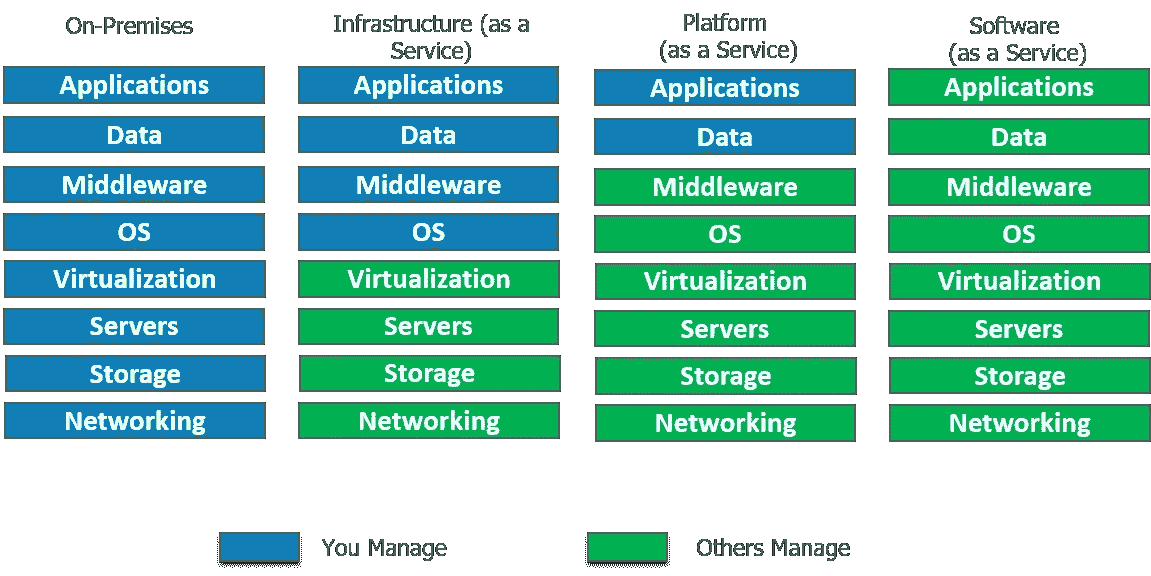 On-Premises
Infrastructure (as a
Service)
Platform
(as a Service)
Software
(as a Service)
Applications
Applications
Applications
Applications
Data
Data
Data
Data
Middleware
Middleware
Middleware
Middleware
OS
OS
OS
OS
Virtualization
Virtualization
Virtualization
Virtualization
Servers
Servers
Servers
Servers
Storage
Storage
Storage
Storage
Networking
Networking
Networking
Networking
You Manage
Others Manage